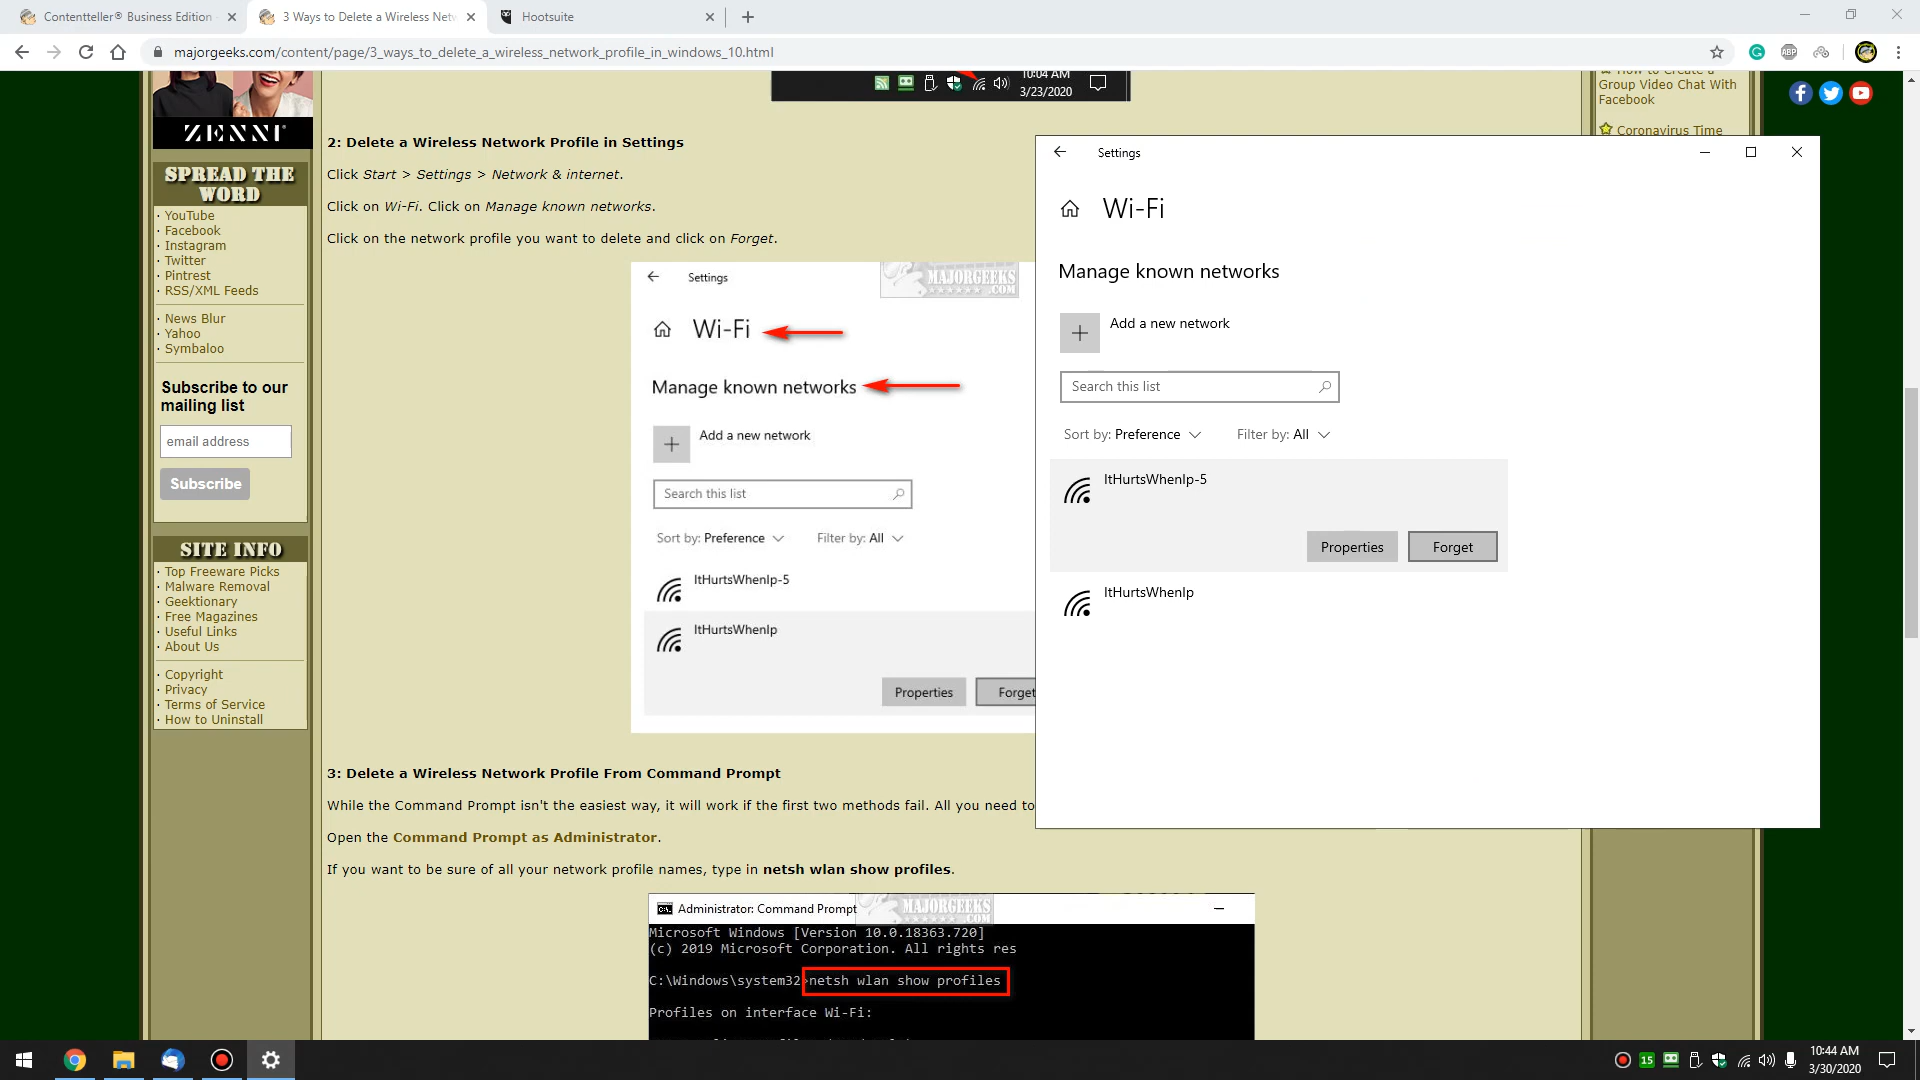 Contentteller® Business Edition
3 Ways to Delete a Wireless Netw
Hootsuite
majorgeeks.com/content/page/3_ways_to_delete_a_wireless_network_profile_in_windows_10.html
ABP
10:04 AM
3/23/2020
How to Create a
Group Video Chat With
Facebook
Coronavirus Time
ZENNI
SPREAD THE
WORD
· YouTube
· Facebook
· Instagram
· Twitter
· Pintrest
· RSS/XML Feeds
· News Blur
· Yahoo
· Symbaloo
Subscribe to our
mailing list
email address
Subscribe
SITE INFO
· Top Freeware Picks
· Malware Removal
· Geektionary
· Free Magazines
· Useful Links
· About Us
· Copyright
· Privacy
· Terms of Service
· How to Uninstall
2: Delete a Wireless Network Profile in Settings
Click Start > Settings > Network & internet.
Click on Wi-Fi. Click on Manage known networks.
Click on the network profile you want to delete and click on Forget.
Settings
MAJORGEEKS
.COM
Wi-Fi
Manage known networks
Add a new network
Search this list
Sort by: Preference
Filter by: All
ItHurtsWhenIp-5
ItHurtsWhenIp
Properties
Forget
3: Delete a Wireless Network Profile From Command Prompt
While the Command Prompt isn't the easiest way, it will work if the first two methods fail. All you need to
Open the Command Prompt as Administrator.
If you want to be sure of all your network profile names, type in netsh wlan show profiles.
Administrator: Command Prompt
MAJORGEEKS
.COM
Microsoft Windows [Version 10.0.18363.720]
(c) 2019 Microsoft Corporation. All rights res
C:\Windows\system32>netsh wlan show profiles
Profiles on interface Wi-Fi:
Settings
Wi-Fi
Manage known networks
Add a new network
Search this list
Sort by: Preference
Filter by: All
ItHurtsWhenIp-5
Properties
Forget
ItHurtsWhenIp
15
10:44 AM
3/30/2020